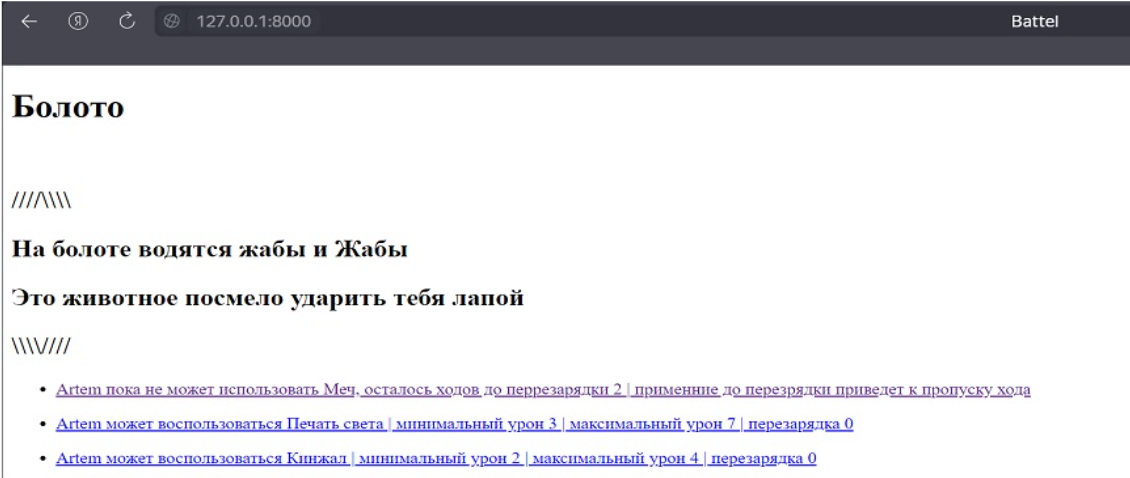 127.0.0.1:8000 Battel
Болото
////\\\\
На болоте водятся жабы и Жабы
Это животное посмело ударить тебя лапой
\\\\////
Artem пока не может использовать Меч, осталось ходов до перрезарядки 2 | применние до перезрядки приведет к пропуску хода
Artem может воспользоваться Печать света | минимальный урон 3 | максимальный урон 7 | перезарядка 0
Artem может воспользоваться Кинжал | минимальный урон 2 | максимальный урон 4 | перезарядка 0